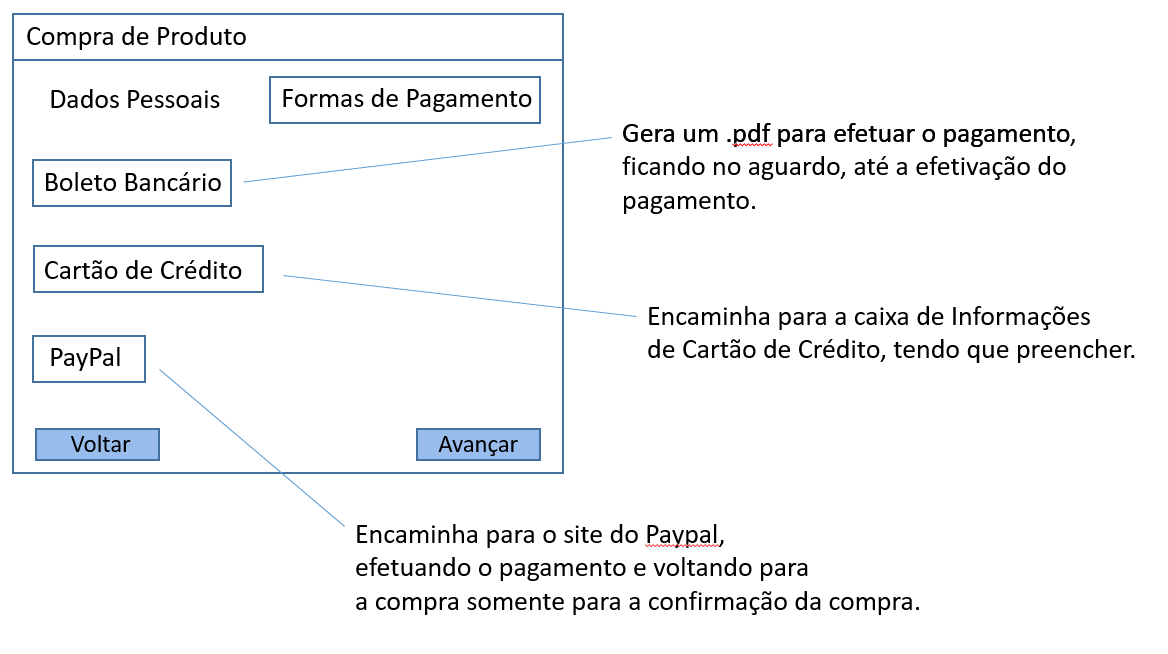 Compra de Produto
Dados Pessoais
Formas de Pagamento
Gera um .pdf para efetuar o pagamento,
ficando no aguardo, até a efetivação do
pagamento.
Boleto Bancário
Cartão de Crédito
Encaminha para a caixa de Informações
de Cartão de Crédito, tendo que preencher.
PayPal
Voltar
Avançar
Encaminha para o site do Paypal,
efetuando o pagamento e voltando para
a compra somente para a confirmação da compra.